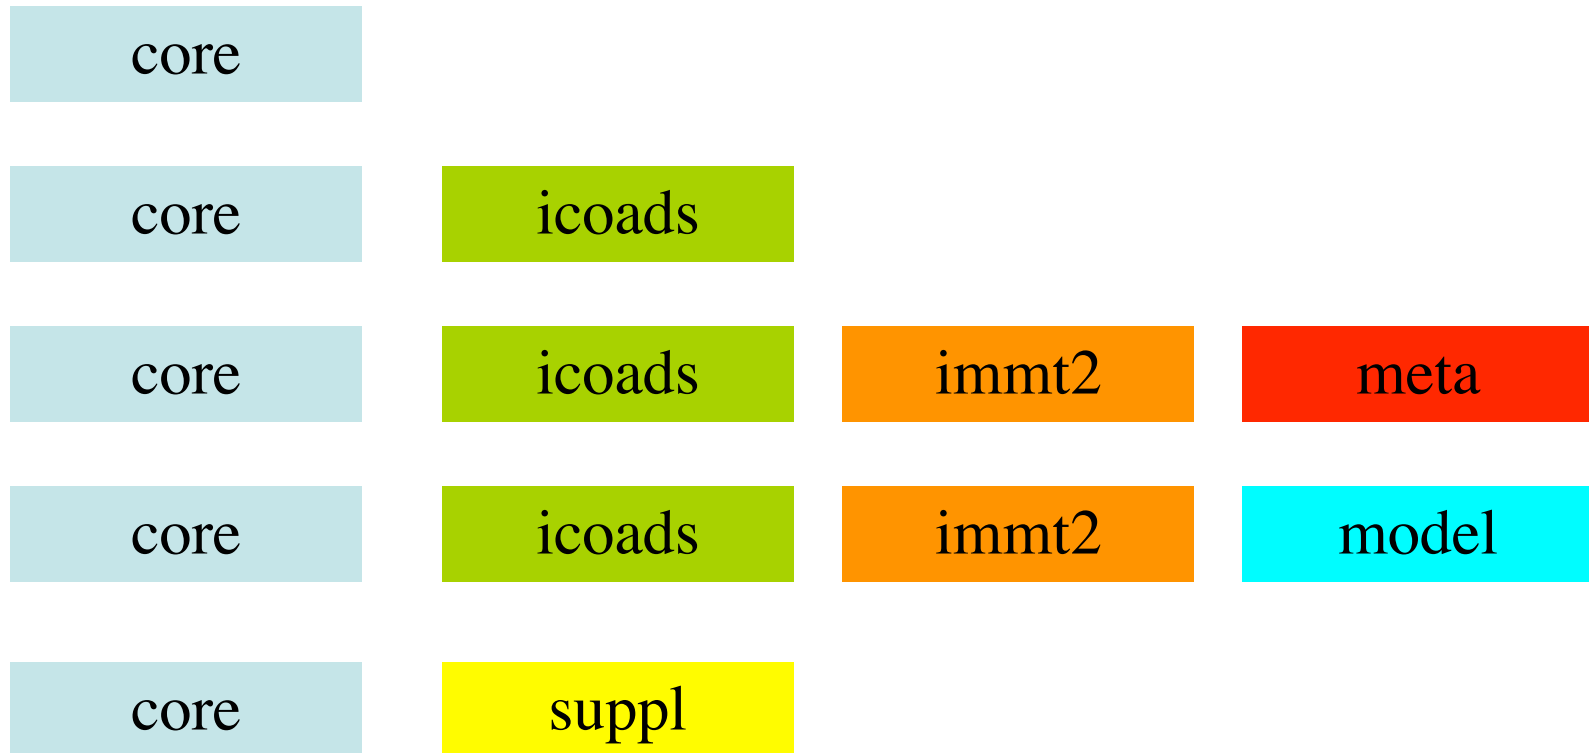 core
core icoads
core icoads immt2 meta
core icoads immt2 model
core suppl